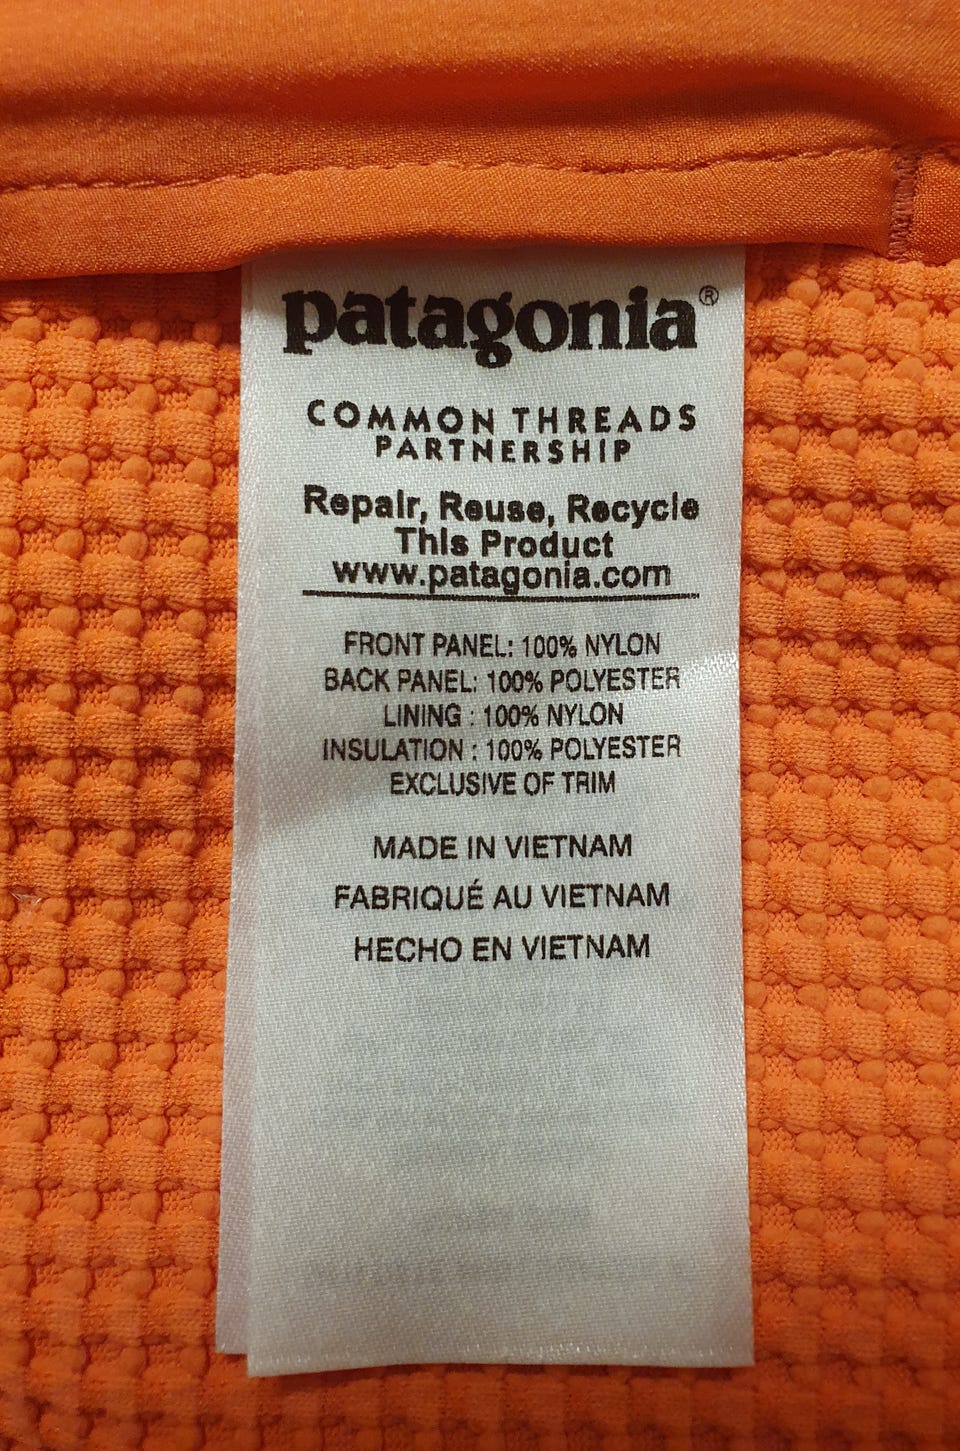 patagonia®
COMMON THREADS
PARTNERSHIP
Repair, Reuse, Recycle
This Product
www.patagonia.com
FRONT PANEL: 100% NYLON
BACK PANEL: 100% POLYESTER
LINING : 100% NYLON
INSULATION : 100% POLYESTER
EXCLUSIVE OF TRIM
MADE IN VIETNAM
FABRIQUÉ AU VIETNAM
HECHO EN VIETNAM